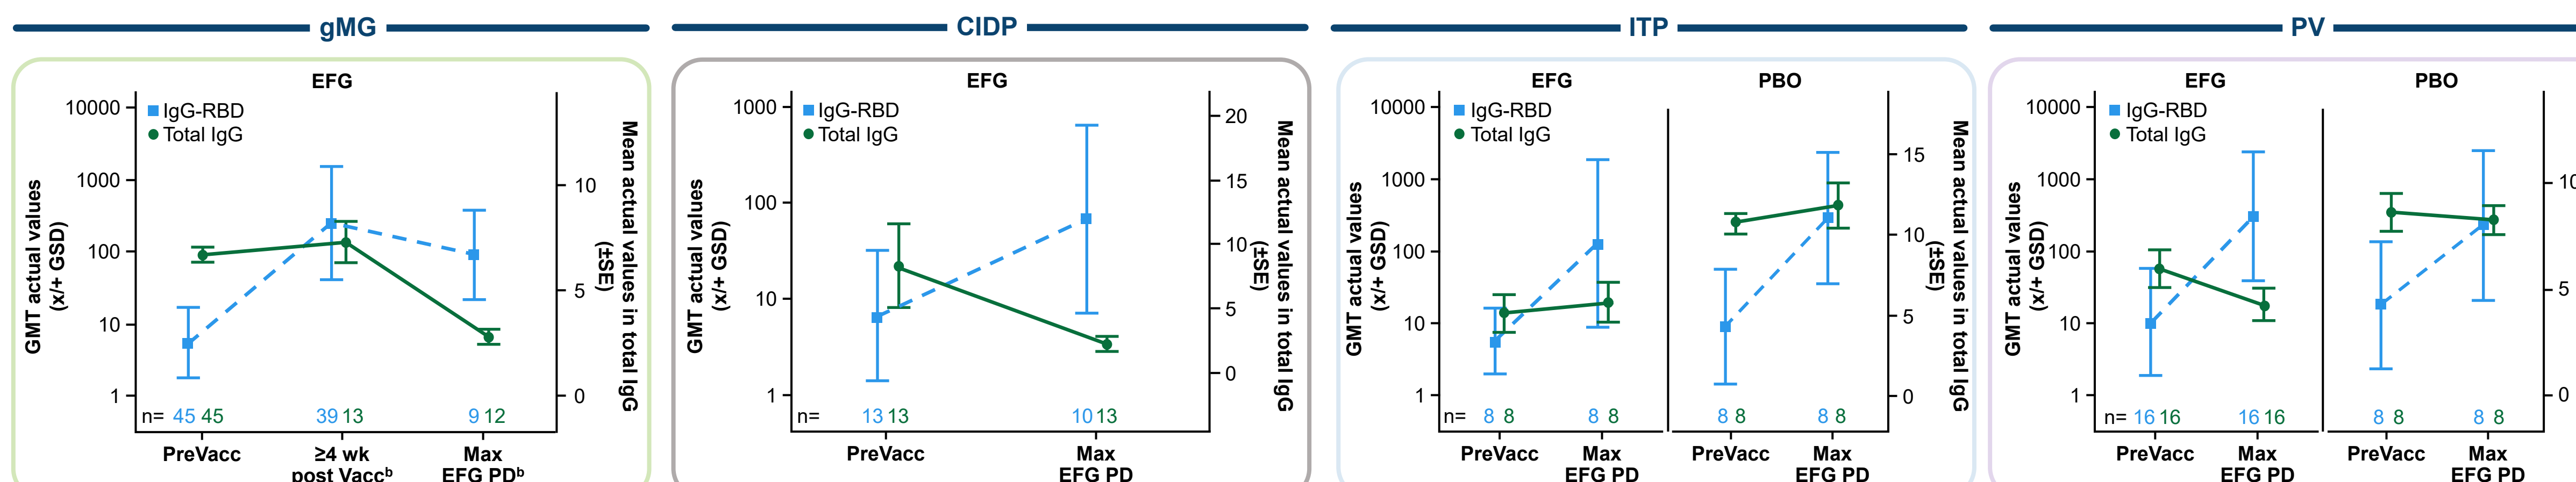 gMG
EFG
IgG-RBD
Total IgG
GMT actual values
(x/+ GSD)
10000
1000
100
10
1
10
5
0
Mean actual values in total IgG
(±SE)
n= 45 45 39 13 9 12
PreVacc
≥4 wk
post Vaccᵇ
Max
EFG PDᵇ
CIDP
EFG
IgG-RBD
Total IgG
GMT actual values
(x/+ GSD)
1000
100
10
1
20
15
10
5
0
Mean actual values in total IgG
(±SE)
n= 13 13 10 13
PreVacc
Max
EFG PD
ITP
EFG
PBO
IgG-RBD
Total IgG
GMT actual values
(x/+ GSD)
10000
1000
100
10
1
15
10
5
0
Mean actual values in total IgG
(±SE)
n= 8 8 8 8 8 8 8 8
PreVacc
Max
EFG PD
PreVacc
Max
EFG PD
PV
EFG
PBO
IgG-RBD
Total IgG
GMT actual values
(x/+ GSD)
10000
1000
100
10
1
10
5
0
n= 16 16 16 16 8 8 8 8
PreVacc
Max
EFG PD
PreVacc
Max
EFG PD